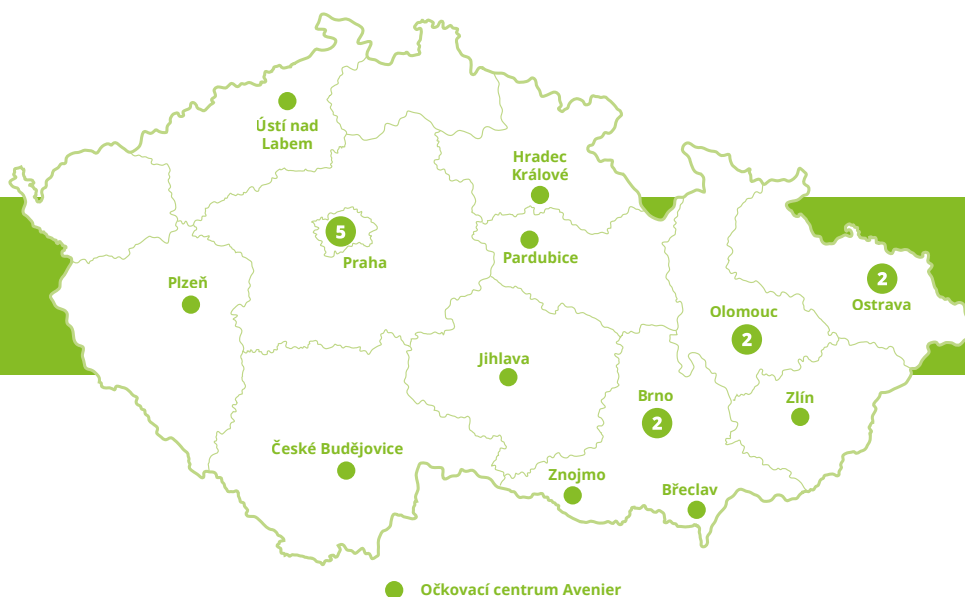 Ústí nad
Labem
Hradec
Králové
5
Praha
Pardubice
Plzeň
2
Ostrava
Olomouc
2
Jihlava
Brno
2
Zlín
České Budějovice
Znojmo
Břeclav
Očkovací centrum Avenier